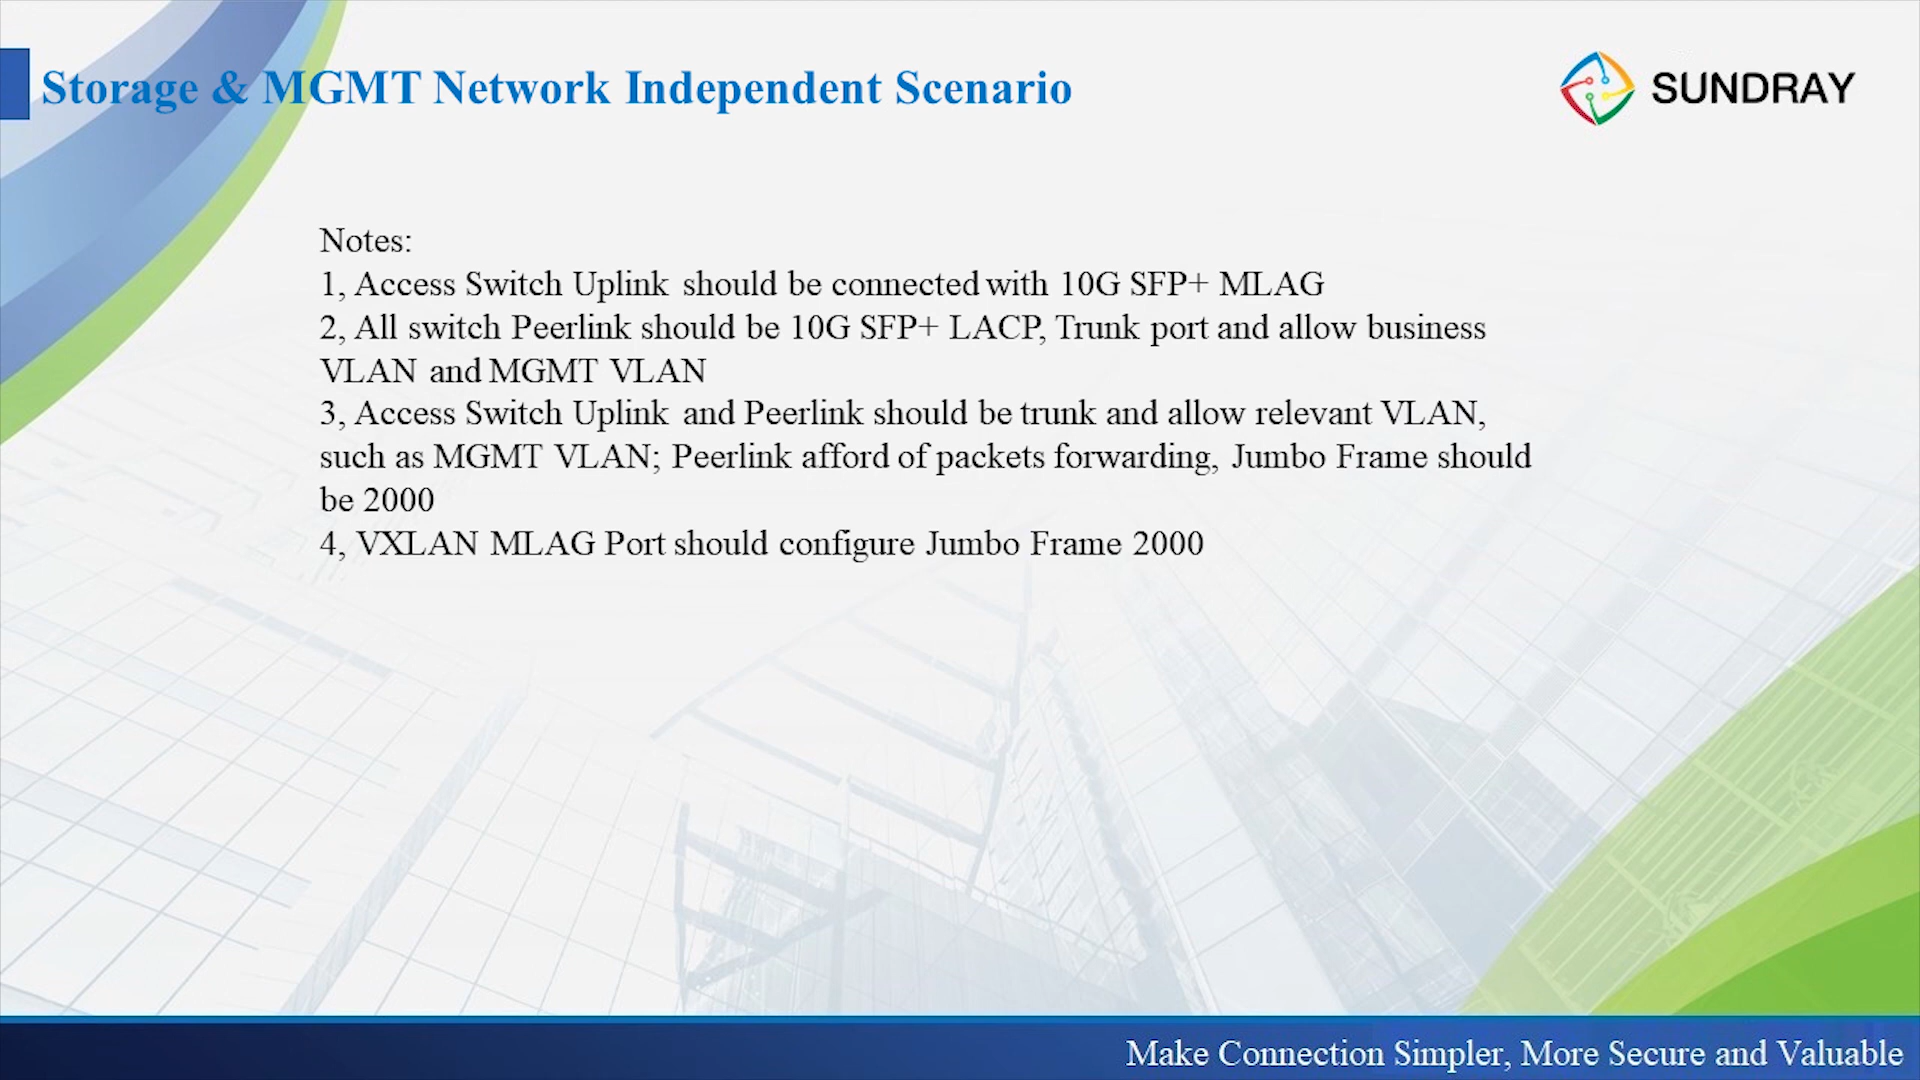 Storage & MGMT Network Independent Scenario
SUNDRAY
Notes:
1, Access Switch Uplink should be connected with 10G SFP+ MLAG
2, All switch Peerlink should be 10G SFP+ LACP, Trunk port and allow business
VLAN and MGMT VLAN
3, Access Switch Uplink and Peerlink should be trunk and allow relevant VLAN,
such as MGMT VLAN; Peerlink afford of packets forwarding, Jumbo Frame should
be 2000
4, VXLAN MLAG Port should configure Jumbo Frame 2000
Make Connection Simpler, More Secure and Valuable